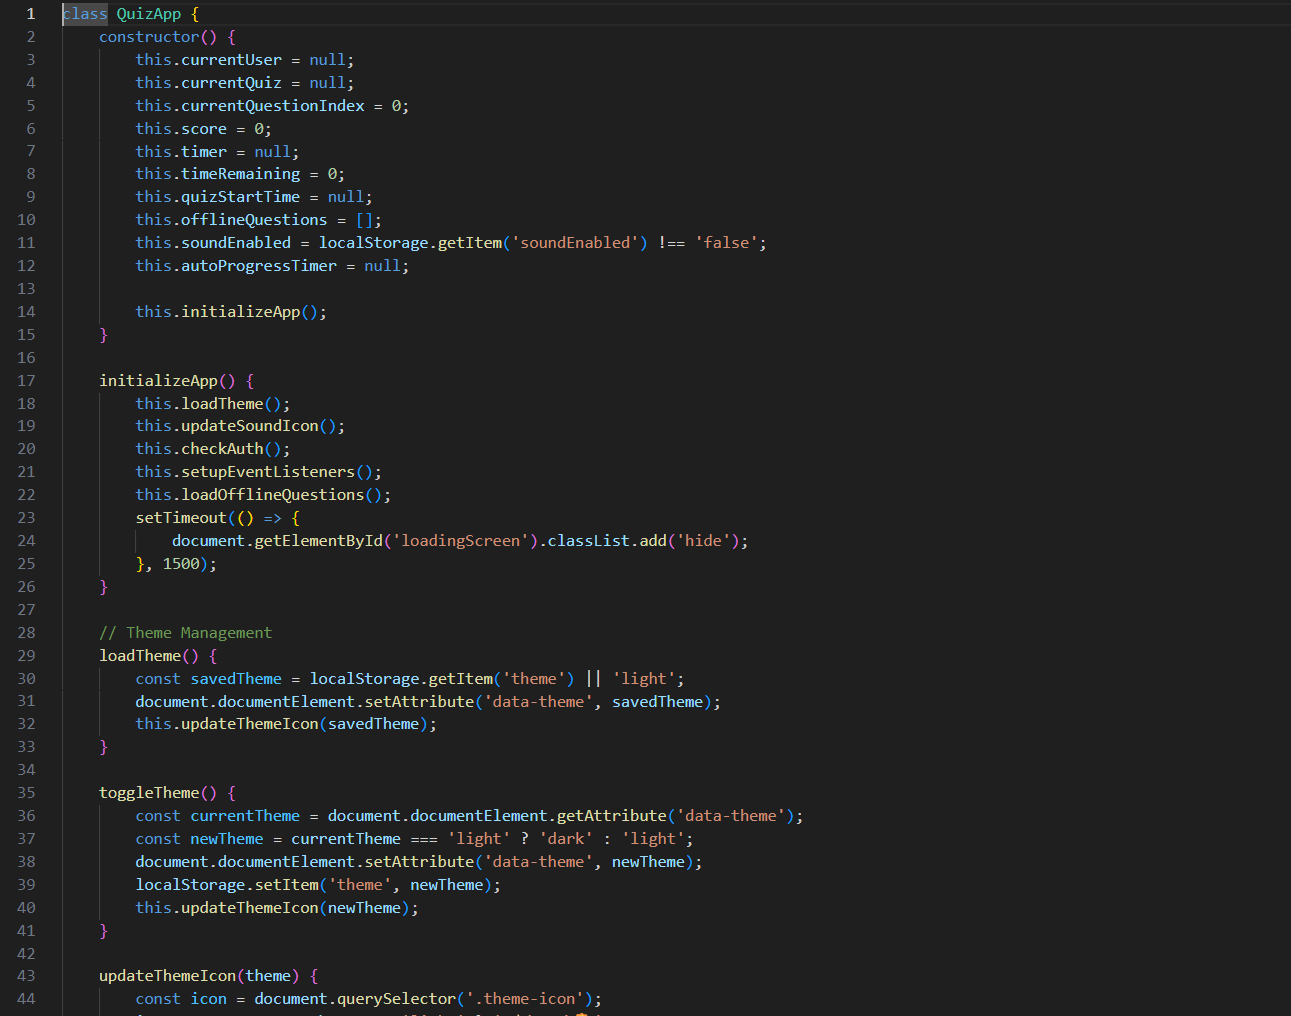 1 class QuizApp {
2 constructor() {
3 this.currentUser = null;
4 this.currentQuiz = null;
5 this.currentQuestionIndex = 0;
6 this.score = 0;
7 this.timer = null;
8 this.timeRemaining = 0;
9 this.quizStartTime = null;
10 this.offlineQuestions = [];
11 this.soundEnabled = localStorage.getItem('soundEnabled') !== 'false';
12 this.autoProgressTimer = null;
13
14 this.initializeApp();
15 }
16
17 initializeApp() {
18 this.loadTheme();
19 this.updateSoundIcon();
20 this.checkAuth();
21 this.setupEventListeners();
22 this.loadOfflineQuestions();
23 setTimeout(() => {
24 document.getElementById('loadingScreen').classList.add('hide');
25 }, 1500);
26 }
27
28 // Theme Management
29 loadTheme() {
30 const savedTheme = localStorage.getItem('theme') || 'light';
31 document.documentElement.setAttribute('data-theme', savedTheme);
32 this.updateThemeIcon(savedTheme);
33 }
34
35 toggleTheme() {
36 const currentTheme = document.documentElement.getAttribute('data-theme');
37 const newTheme = currentTheme === 'light' ? 'dark' : 'light';
38 document.documentElement.setAttribute('data-theme', newTheme);
39 localStorage.setItem('theme', newTheme);
40 this.updateThemeIcon(newTheme);
41 }
42
43 updateThemeIcon(theme) {
44 const icon = document.querySelector('.theme-icon');